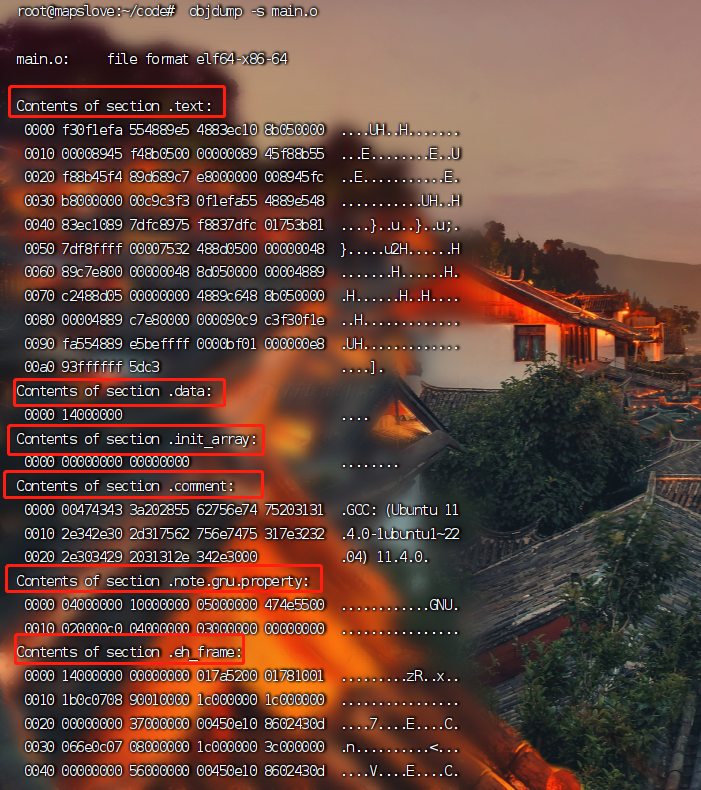 root@mapslove:~/code# objdump -s main.o
main.o:     file format elf64-x86-64
Contents of section .text:
 0000 f30f1efa 554889e5 4883ec10 8b050000  ....UH..H.......
 0010 00008945 f48b0500 00000089 45f88b55  ...E........E..U
 0020 f88b45f4 89d689c7 e8000000 008945fc  ..E...........E.
 0030 b8000000 00c9c3f3 0f1efa55 4889e548  ...........UH..H
 0040 83ec1089 7dfc8975 f8837dfc 01753b81  ....}..u..}..u;.
 0050 7df8ffff 00007532 488d0500 00000048  }.....u2H......H
 0060 89c7e800 00000048 8d050000 00004889  .......H......H.
 0070 c2488d05 00000000 4889c648 8b050000  .H......H..H....
 0080 00004889 c7e80000 000090c9 c3f30f1e  ..H.............
 0090 fa554889 e5beffff 0000bf01 000000e8  .UH.............
 00a0 93ffffff 5dc3                        ....].
Contents of section .data:
 0000 14000000                             ....
Contents of section .init_array:
 0000 00000000 00000000                    ........
Contents of section .comment:
 0000 00474343 3a202855 62756e74 75203131  .GCC: (Ubuntu 11
 0010 2e342e30 2d317562 756e7475 317e3232  .4.0-1ubuntu1~22
 0020 2e303429 2031312e 342e3000           .04) 11.4.0.
Contents of section .note.gnu.property:
 0000 04000000 10000000 05000000 474e5500  ............GNU.
 0010 020000c0 04000000 03000000 00000000  ................
Contents of section .eh_frame:
 0000 14000000 00000000 017a5200 01781001  .........zR..x..
 0010 1b0c0708 90010000 1c000000 1c000000  ................
 0020 00000000 37000000 00450e10 8602430d  ....7....E....C.
 0030 066e0c07 08000000 1c000000 3c000000  .n..........<...
 0040 00000000 56000000 00450e10 8602430d  ....V....E....C.